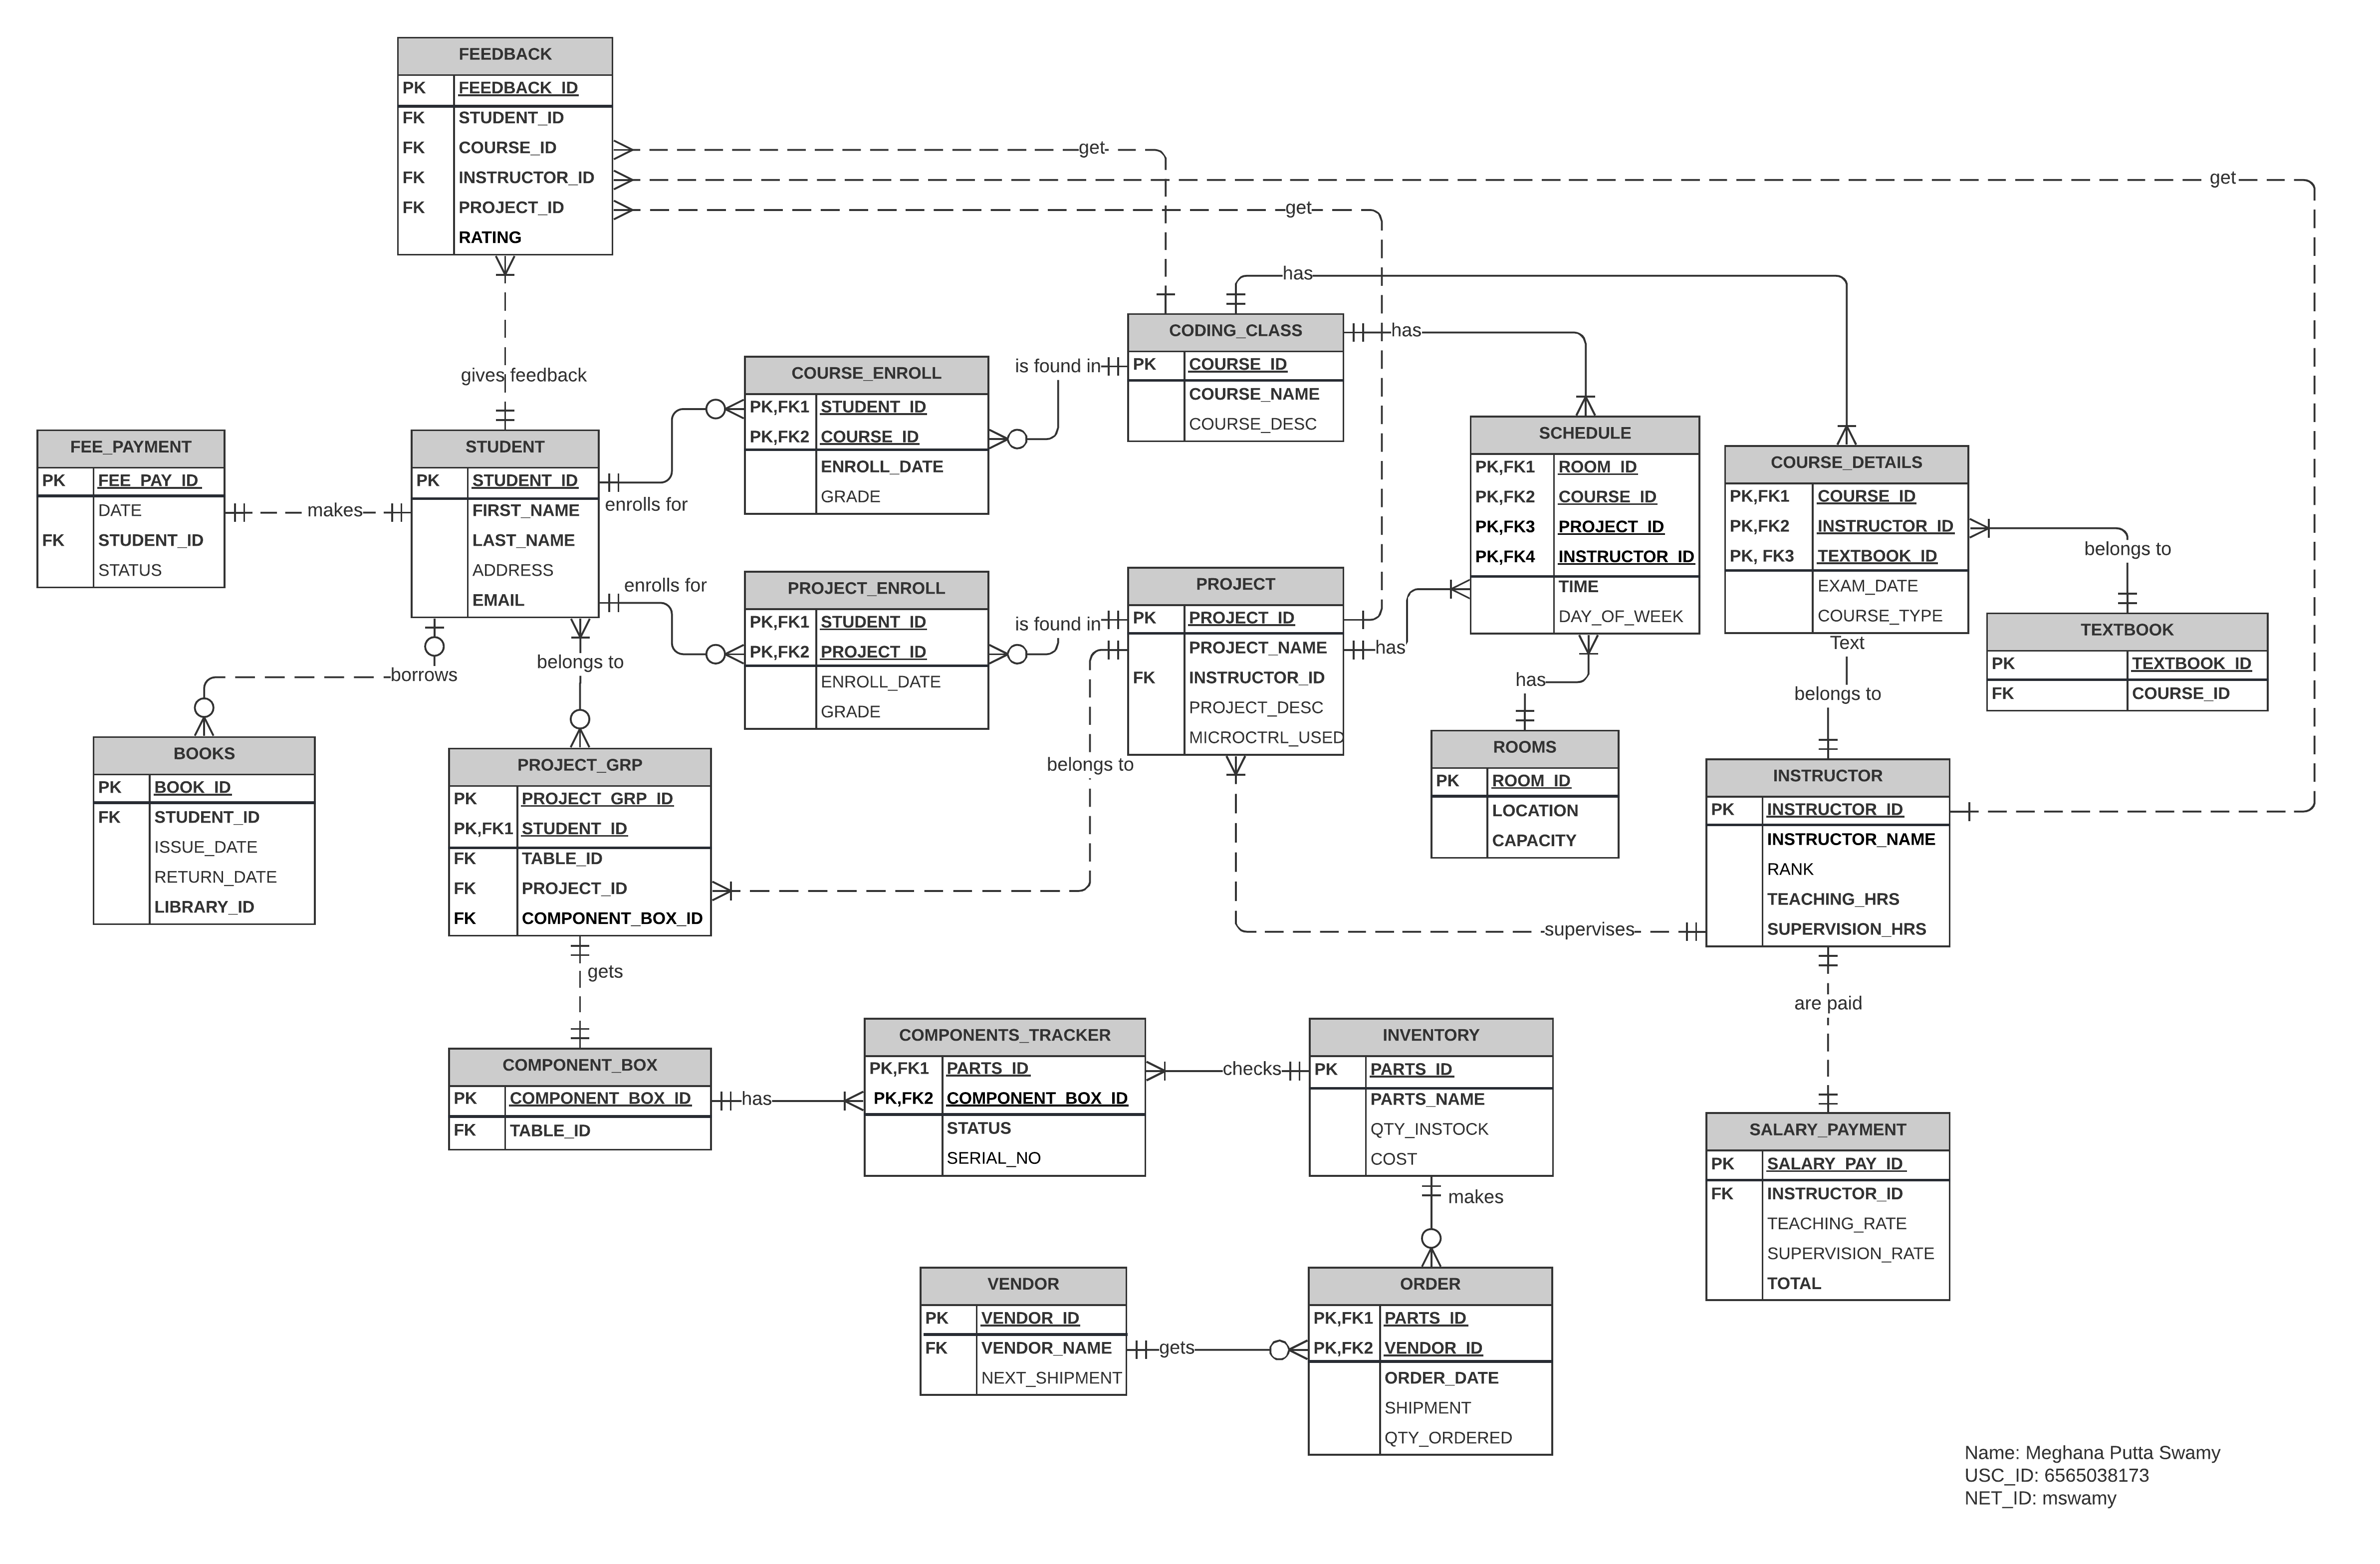 FEEDBACK
PK FEEDBACK_ID
FK STUDENT_ID
FK COURSE_ID
FK INSTRUCTOR_ID
FK PROJECT_ID
RATING
get
get
get
has
gives feedback
CODING_CLASS
PK COURSE_ID
COURSE_NAME
COURSE_DESC
has
is found in
COURSE_ENROLL
PK,FK1 STUDENT_ID
PK,FK2 COURSE_ID
ENROLL_DATE
GRADE
FEE_PAYMENT
PK FEE_PAY_ID
DATE
FK STUDENT_ID
STATUS
makes
STUDENT
PK STUDENT_ID
FIRST_NAME
LAST_NAME
ADDRESS
EMAIL
enrolls for
enrolls for
SCHEDULE
PK,FK1 ROOM_ID
PK,FK2 COURSE_ID
PK,FK3 PROJECT_ID
PK,FK4 INSTRUCTOR_ID
TIME
DAY_OF_WEEK
COURSE_DETAILS
PK,FK1 COURSE_ID
PK,FK2 INSTRUCTOR_ID
PK, FK3 TEXTBOOK_ID
EXAM_DATE
COURSE_TYPE
Text
belongs to
belongs to
TEXTBOOK
PK TEXTBOOK_ID
FK COURSE_ID
PROJECT_ENROLL
PK,FK1 STUDENT_ID
PK,FK2 PROJECT_ID
ENROLL_DATE
GRADE
is found in
PROJECT
PK PROJECT_ID
PROJECT_NAME
FK INSTRUCTOR_ID
PROJECT_DESC
MICROCTRL_USED
has
has
borrows
belongs to
belongs to
BOOKS
PK BOOK_ID
FK STUDENT_ID
ISSUE_DATE
RETURN_DATE
LIBRARY_ID
PROJECT_GRP
PK PROJECT_GRP_ID
PK,FK1 STUDENT_ID
FK TABLE_ID
FK PROJECT_ID
FK COMPONENT_BOX_ID
ROOMS
PK ROOM_ID
LOCATION
CAPACITY
INSTRUCTOR
PK INSTRUCTOR_ID
INSTRUCTOR_NAME
RANK
TEACHING_HRS
SUPERVISION_HRS
supervises
gets
are paid
COMPONENT_BOX
PK COMPONENT_BOX_ID
FK TABLE_ID
has
COMPONENTS_TRACKER
PK,FK1 PARTS_ID
PK,FK2 COMPONENT_BOX_ID
STATUS
SERIAL_NO
checks
INVENTORY
PK PARTS_ID
PARTS_NAME
QTY_INSTOCK
COST
makes
SALARY_PAYMENT
PK SALARY_PAY_ID
FK INSTRUCTOR_ID
TEACHING_RATE
SUPERVISION_RATE
TOTAL
VENDOR
PK VENDOR_ID
FK VENDOR_NAME
NEXT_SHIPMENT
gets
ORDER
PK,FK1 PARTS_ID
PK,FK2 VENDOR_ID
ORDER_DATE
SHIPMENT
QTY_ORDERED
Name: Meghana Putta Swamy
USC_ID: 6565038173
NET_ID: mswamy